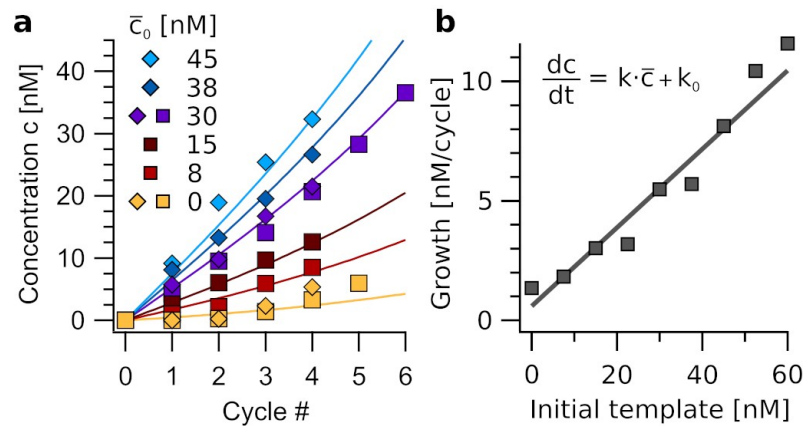 a
c̄₀ [nM]
45
38
30
15
8
0
Concentration c [nM]
40
30
20
10
0
0 1 2 3 4 5 6
Cycle #
b
dc/dt = k·c̄+k₀
Growth [nM/cycle]
10
5
0
0 20 40 60
Initial template [nM]